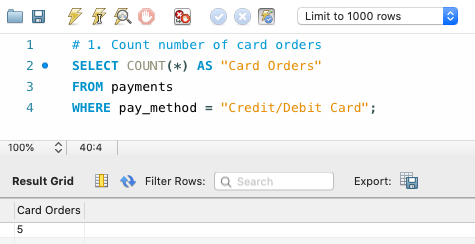 Limit to 1000 rows
1 # 1. Count number of card orders
2 SELECT COUNT(*) AS "Card Orders"
3 FROM payments
4 WHERE pay_method = "Credit/Debit Card";
100% 40:4
Result Grid Filter Rows: Search Export:
Card Orders
5